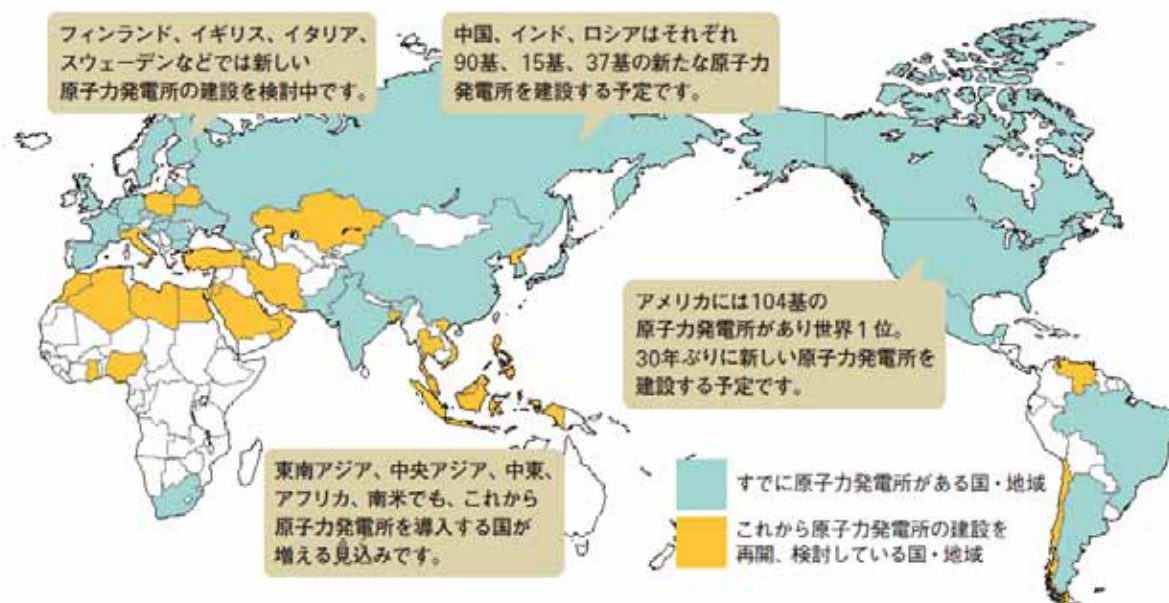 フィンランド、イギリス、イタリア、
スウェーデンなどでは新しい
原子力発電所の建設を検討中です。
中国、インド、ロシアはそれぞれ
90基、15基、37基の新たな原子力
発電所を建設する予定です。
アメリカには104基の
原子力発電所があり世界1位。
30年ぶりに新しい原子力発電所を
建設する予定です。
東南アジア、中央アジア、中東、
アフリカ、南米でも、これから
原子力発電所を導入する国が
増える見込みです。
すでに原子力発電所がある国・地域
これから原子力発電所の建設を
再開、検討している国・地域